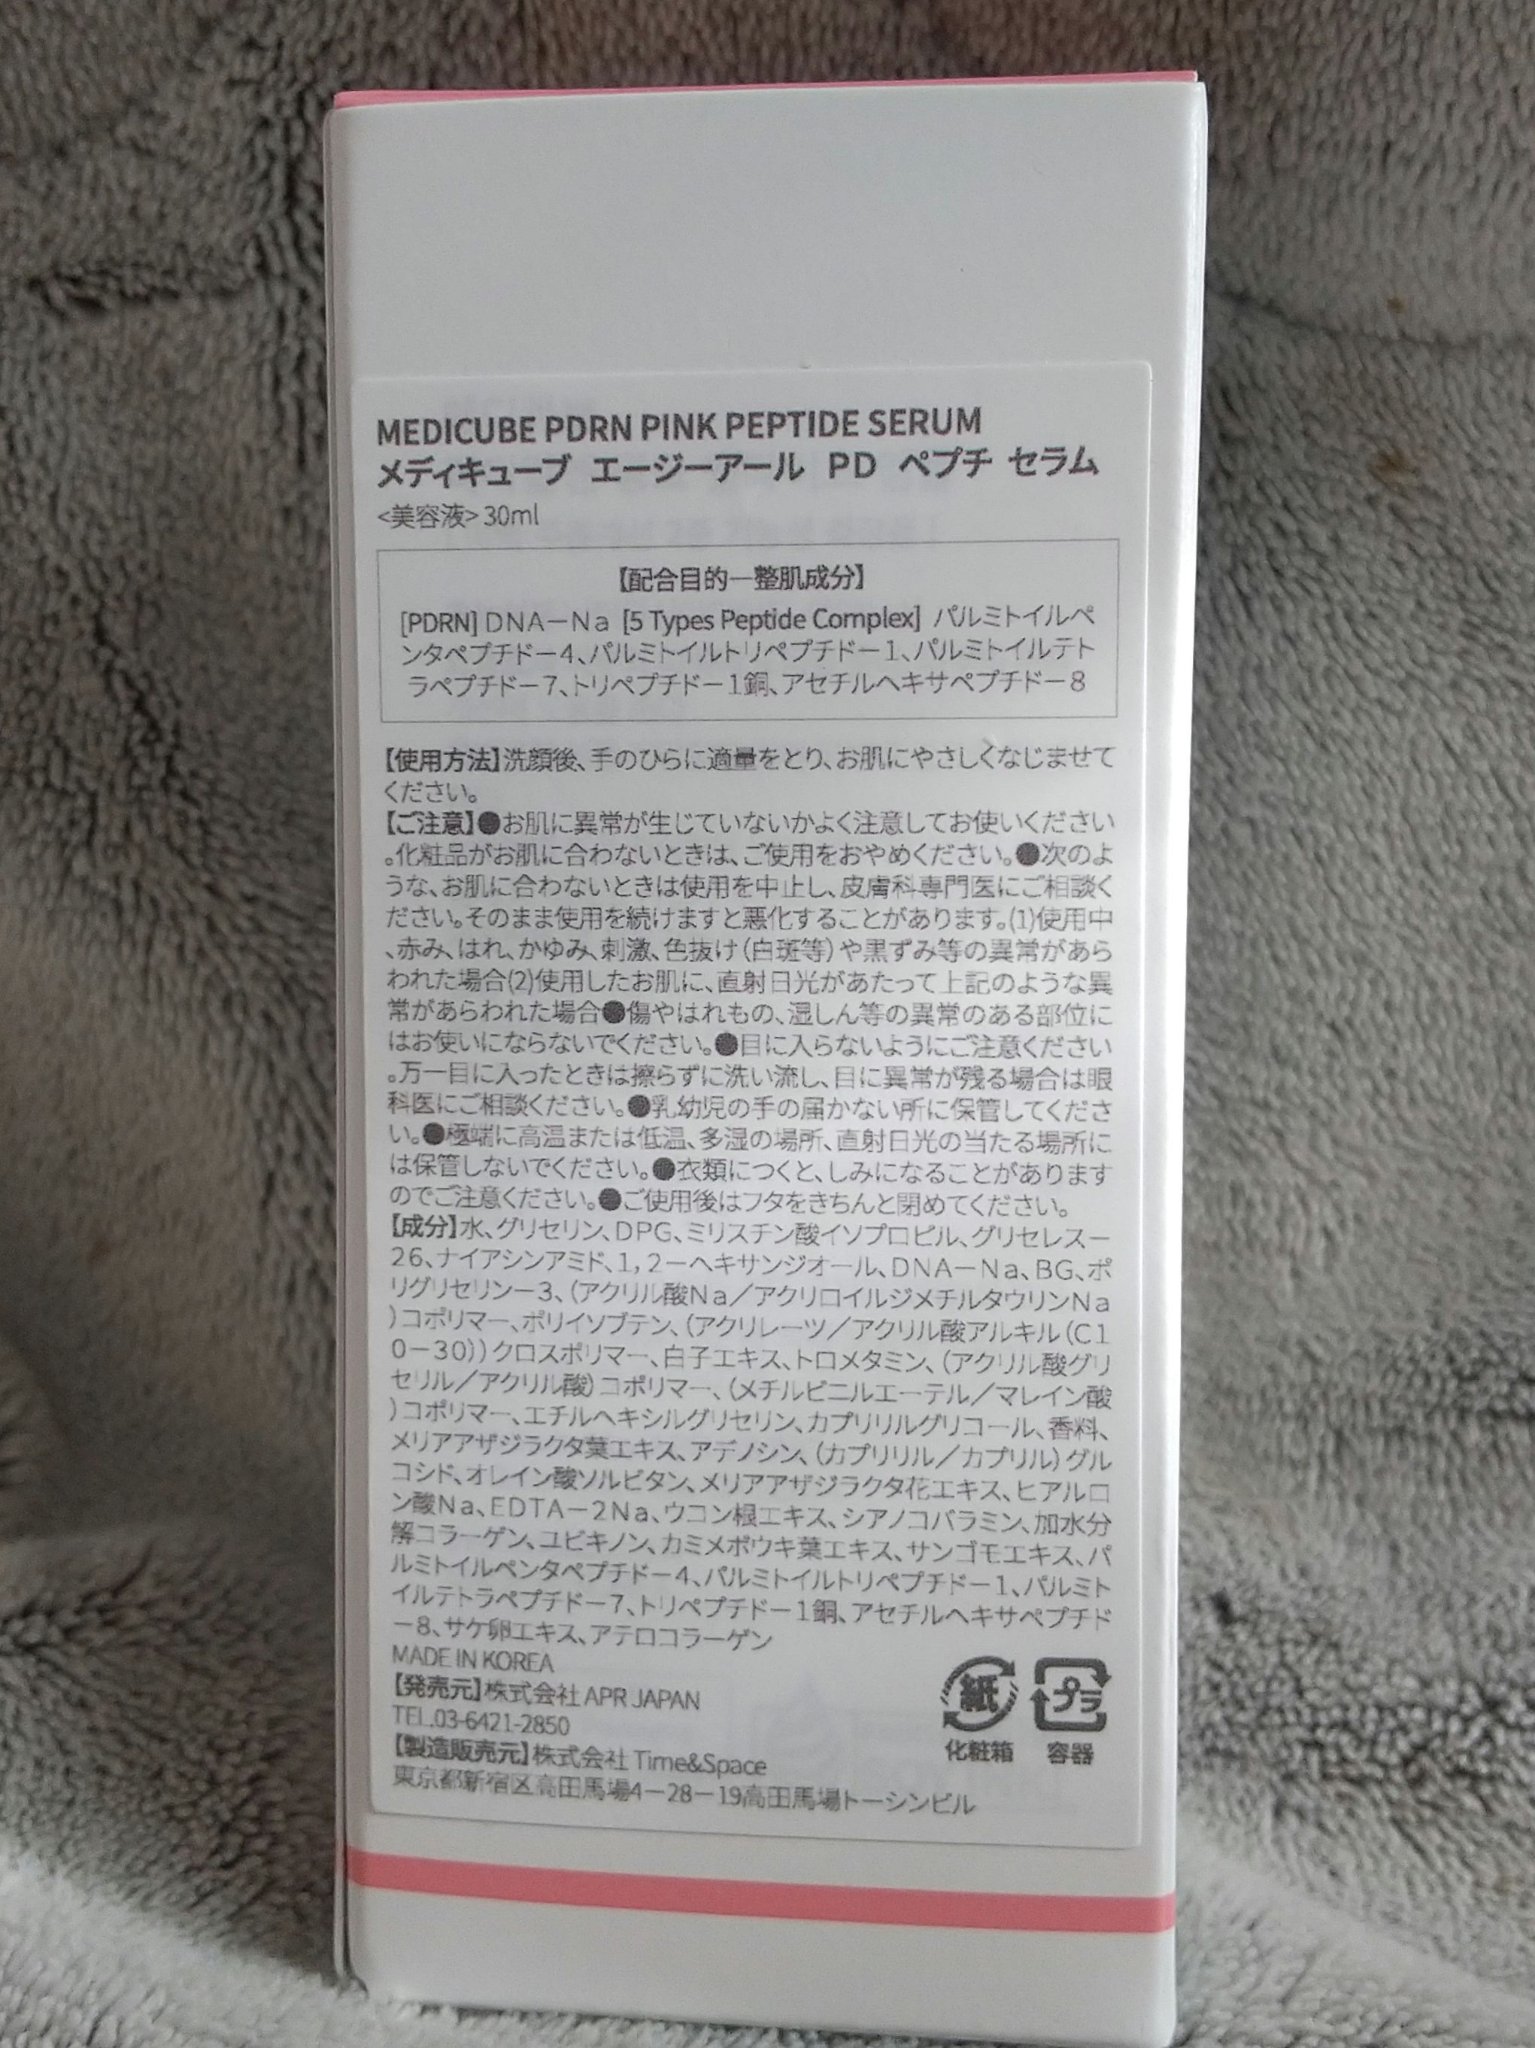 MEDICUBE PDRN PINK PEPTIDE SERUM
メディキューブ エージーアール PD ペプチ セラム
<美容液> 30ml
【配合目的―整肌成分】
[PDRN] DNA－Na [5 Types Peptide Complex] パルミトイルペ
ンタペプチド－4、パルミトイルトリペプチド－1、パルミトイルテト
ラペプチド－7、トリペプチド－1銅、アセチルヘキサペプチド－8
【使用方法】洗顔後、手のひらに適量をとり、お肌にやさしくなじませて
ください。
【ご注意】●お肌に異常が生じていないかよく注意してお使いください
。化粧品がお肌に合わないときは、ご使用をおやめください。●次のよ
うな、お肌に合わないときは使用を中止し、皮膚科専門医にご相談く
ださい。そのまま使用を続けますと悪化することがあります。(1)使用中
、赤み、はれ、かゆみ、刺激、色抜け（白斑等）や黒ずみ等の異常があら
われた場合(2)使用したお肌に、直射日光があたって上記のような異
常があらわれた場合●傷やはれもの、湿しん等の異常のある部位に
はお使いにならないでください。●目に入らないようにご注意ください
。万一目に入ったときは擦らずに洗い流し、目に異常が残る場合は眼
科医にご相談ください。●乳幼児の手の届かない所に保管してくださ
い。●極端に高温または低温、多湿の場所、直射日光の当たる場所に
は保管しないでください。●衣類につくと、しみになることがあります
のでご注意ください。●ご使用後はフタをきちんと閉めてください。
【成分】水、グリセリン、DPG、ミリスチン酸イソプロピル、グリセレス－
26、ナイアシンアミド、1，2－ヘキサンジオール、DNA－Na、BG、ポ
リグリセリン－3、（アクリル酸Na／アクリロイルジメチルタウリンNa
）コポリマー、ポリイソブテン、（アクリレーツ／アクリル酸アルキル（C1
0－30））クロスポリマー、白子エキス、トロメタミン、（アクリル酸グリ
セリル／アクリル酸）コポリマー、（メチルビニルエーテル／マレイン酸
）コポリマー、エチルヘキシルグリセリン、カプリリルグリコール、香料、
メリアアザジラクタ葉エキス、アデノシン、（カプリリル／カプリル）グル
コシド、オレイン酸ソルビタン、メリアアザジラクタ花エキス、ヒアルロ
ン酸Na、EDTA－2Na、ウコン根エキス、シアノコバラミン、加水分
解コラーゲン、ユビキノン、カミメボウキ葉エキス、サンゴモエキス、パ
ルミトイルペンタペプチド－4、パルミトイルトリペプチド－1、パルミト
イルテトラペプチド－7、トリペプチド－1銅、アセチルヘキサペプチド
－8、サケ卵エキス、アテロコラーゲン
MADE IN KOREA
【発売元】株式会社 APR JAPAN
TEL.03-6421-2850
【製造販売元】株式会社 Time&Space
東京都新宿区高田馬場4－28－19高田馬場トーシンビル
紙 プラ
化粧箱 容器